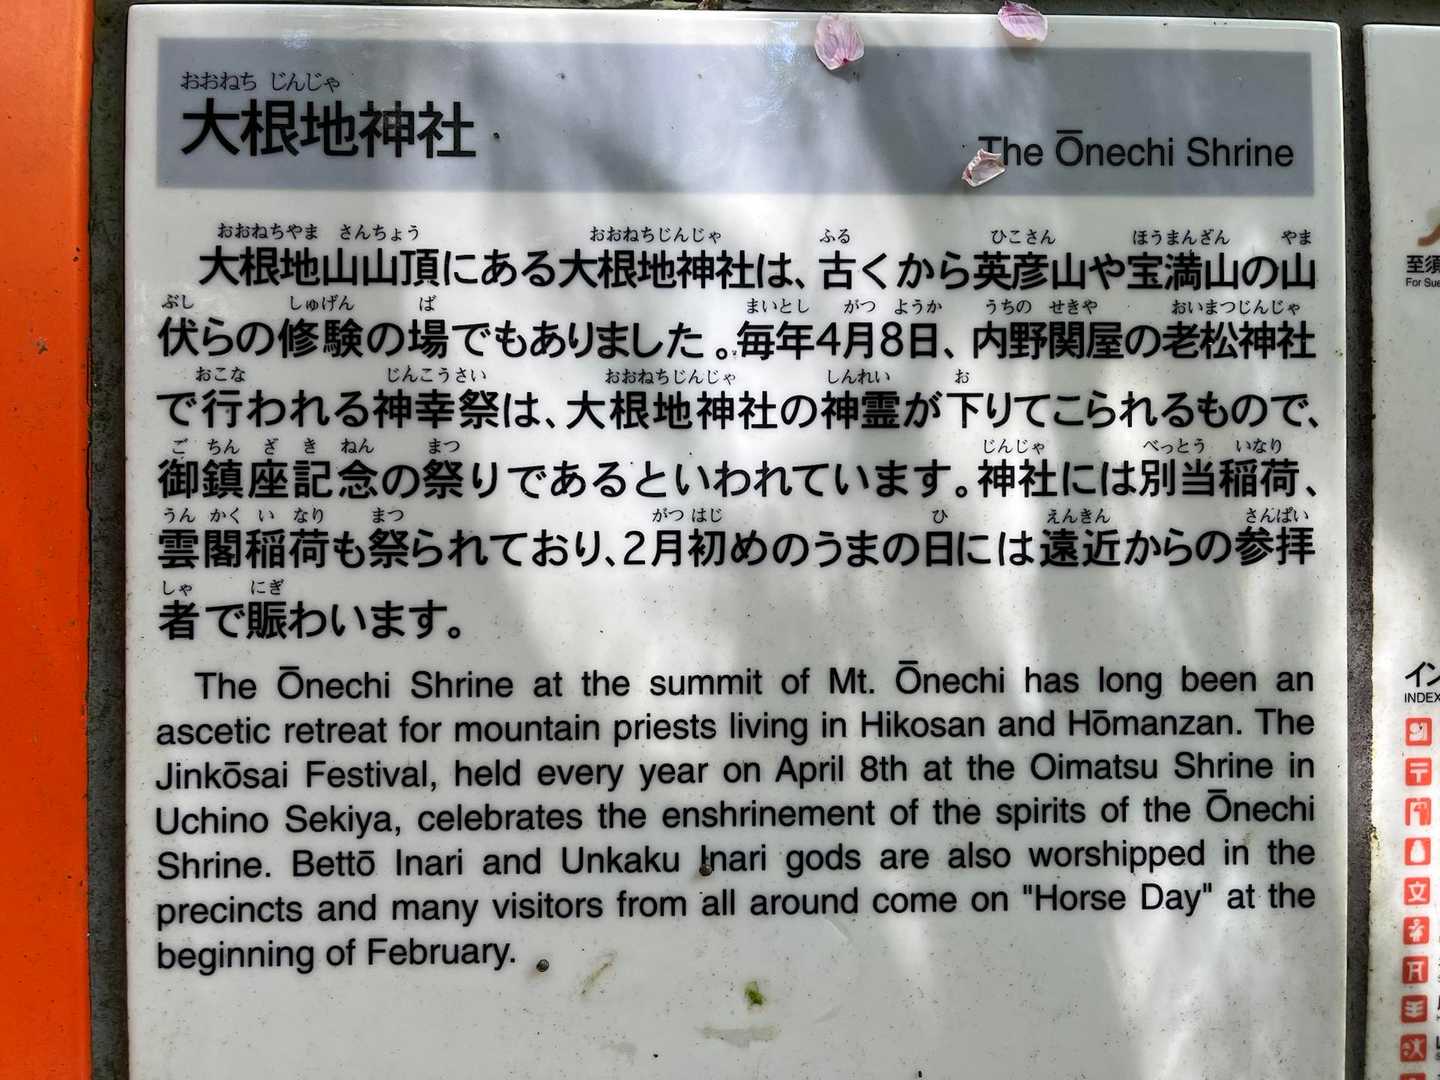 おおねち じんじゃ
大根地神社
The Ōnechi Shrine
おおねちやま さんちょう おおねちじんじゃ ふる ひこさん ほうまんざん やま
大根地山山頂にある大根地神社は、古くから英彦山や宝満山の山
ぶし しゅげん ば まいとし がつ ようか うちの せきや おいまつじんじゃ
伏らの修験の場でもありました。毎年4月8日、内野関屋の老松神社
おこな じんこうさい おおねちじんじゃ しんれい お
で行われる神幸祭は、大根地神社の神霊が下りてこられるもので、
ご ちん ざ き ねん まつ じんじゃ べっとう いなり
御鎮座記念の祭りであるといわれています。神社には別当稲荷、
うん かく い なり まつ がつ はじ ひ えんきん さんぱい
雲閣稲荷も祭られており、2月初めのうまの日には遠近からの参拝
しゃ にぎ
者で賑わいます。
The Ōnechi Shrine at the summit of Mt. Ōnechi has long been an
ascetic retreat for mountain priests living in Hikosan and Hōmanzan. The
Jinkōsai Festival, held every year on April 8th at the Oimatsu Shrine in
Uchino Sekiya, celebrates the enshrinement of the spirits of the Ōnechi
Shrine. Bettō Inari and Unkaku Inari gods are also worshipped in the
precincts and many visitors from all around come on "Horse Day" at the
beginning of February.
至須
For Sue
イン
INDEX